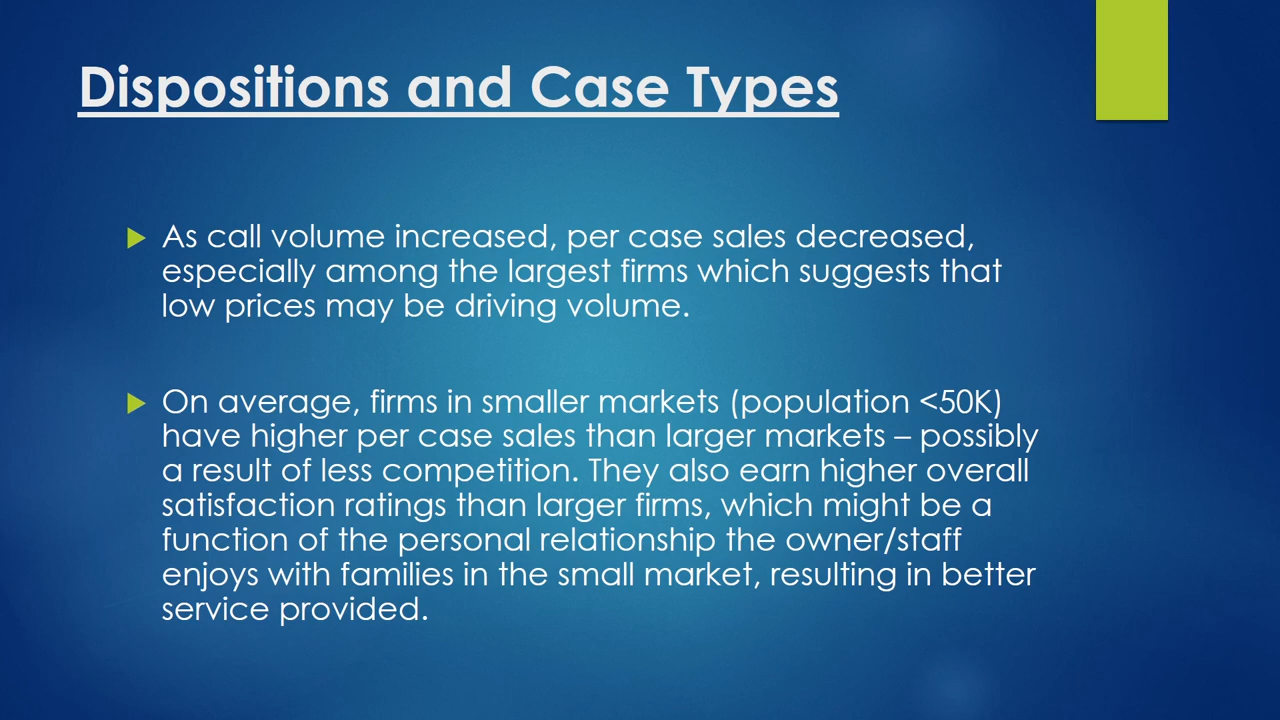 Dispositions and Case Types
As call volume increased, per case sales decreased,
especially among the largest firms which suggests that
low prices may be driving volume.
On average, firms in smaller markets (population <50K)
have higher per case sales than larger markets – possibly
a result of less competition. They also earn higher overall
satisfaction ratings than larger firms, which might be a
function of the personal relationship the owner/staff
enjoys with families in the small market, resulting in better
service provided.